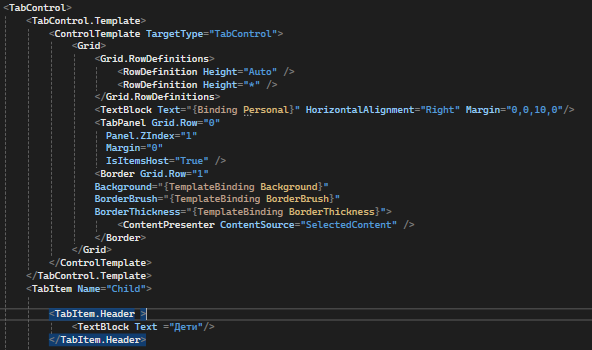 <TabControl>
<TabControl.Template>
<ControlTemplate TargetType="TabControl">
<Grid>
<Grid.RowDefinitions>
<RowDefinition Height="Auto" />
<RowDefinition Height="*" />
</Grid.RowDefinitions>
<TextBlock Text="{Binding Personal}" HorizontalAlignment="Right" Margin="0,0,10,0"/>
<TabPanel Grid.Row="0"
Panel.ZIndex="1"
Margin="0"
IsItemsHost="True" />
<Border Grid.Row="1"
Background="{TemplateBinding Background}"
BorderBrush="{TemplateBinding BorderBrush}"
BorderThickness="{TemplateBinding BorderThickness}">
<ContentPresenter ContentSource="SelectedContent" />
</Border>
</Grid>
</ControlTemplate>
</TabControl.Template>
<TabItem Name="Child">
<TabItem.Header >
<TextBlock Text ="Дети"/>
</TabItem.Header>